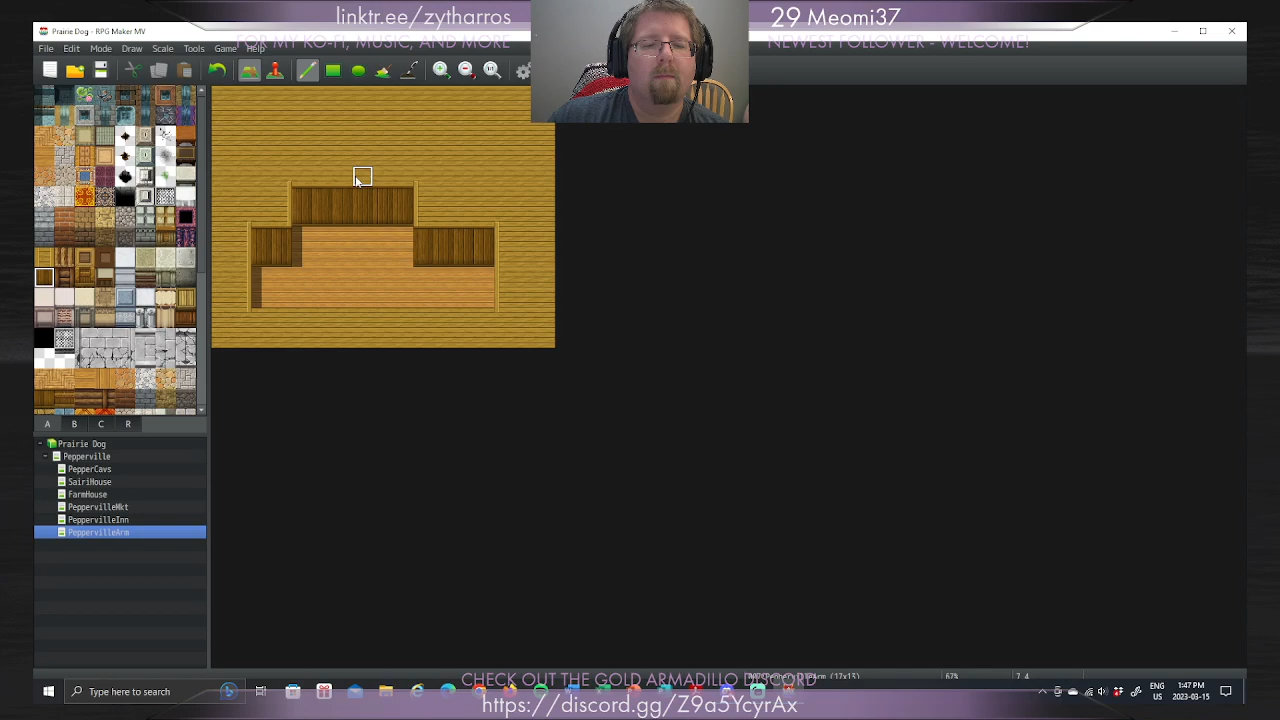 linktr.ee/zytharros
FOR MY KO-FI, MUSIC, AND MORE
29 Meomi37
NEWEST FOLLOWER - WELCOME!
Prairie Dog - RPG Maker MV
File Edit Mode Draw Scale Tools Game Help
A B C R
Prairie Dog
Pepperville
PepperCavs
SairiHouse
FarmHouse
PeppervilleMkt
PeppervilleInn
PeppervilleArm
67%
7,4
CHECK OUT THE GOLD ARMADILLO DISCORD
https://discord.gg/Z9a5YcyrAx
Type here to search
ENG
US
1:47 PM
2023-03-15